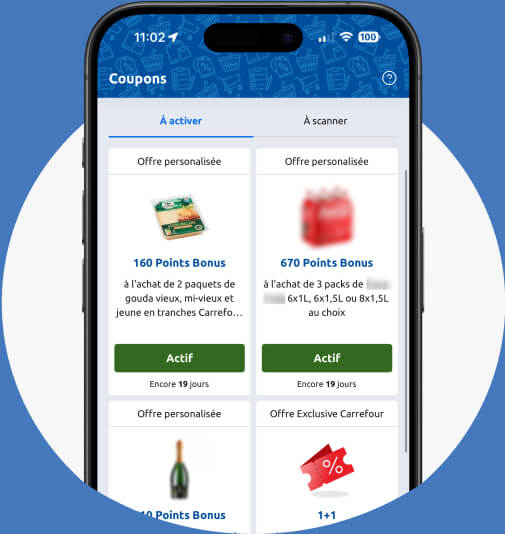 11:02
100
Coupons
?
À activer
À scanner
Offre personalisée
160 Points Bonus
à l'achat de 2 paquets de
gouda vieux, mi-vieux et
jeune en tranches Carrefo...
Actif
Encore 19 jours
Offre personalisée
670 Points Bonus
à l'achat de 3 packs de
6x1L, 6x1,5L ou 8x1,5L
au choix
Actif
Encore 19 jours
Offre personalisée
0 Points Bonus
Offre Exclusive Carrefour
%
1+1